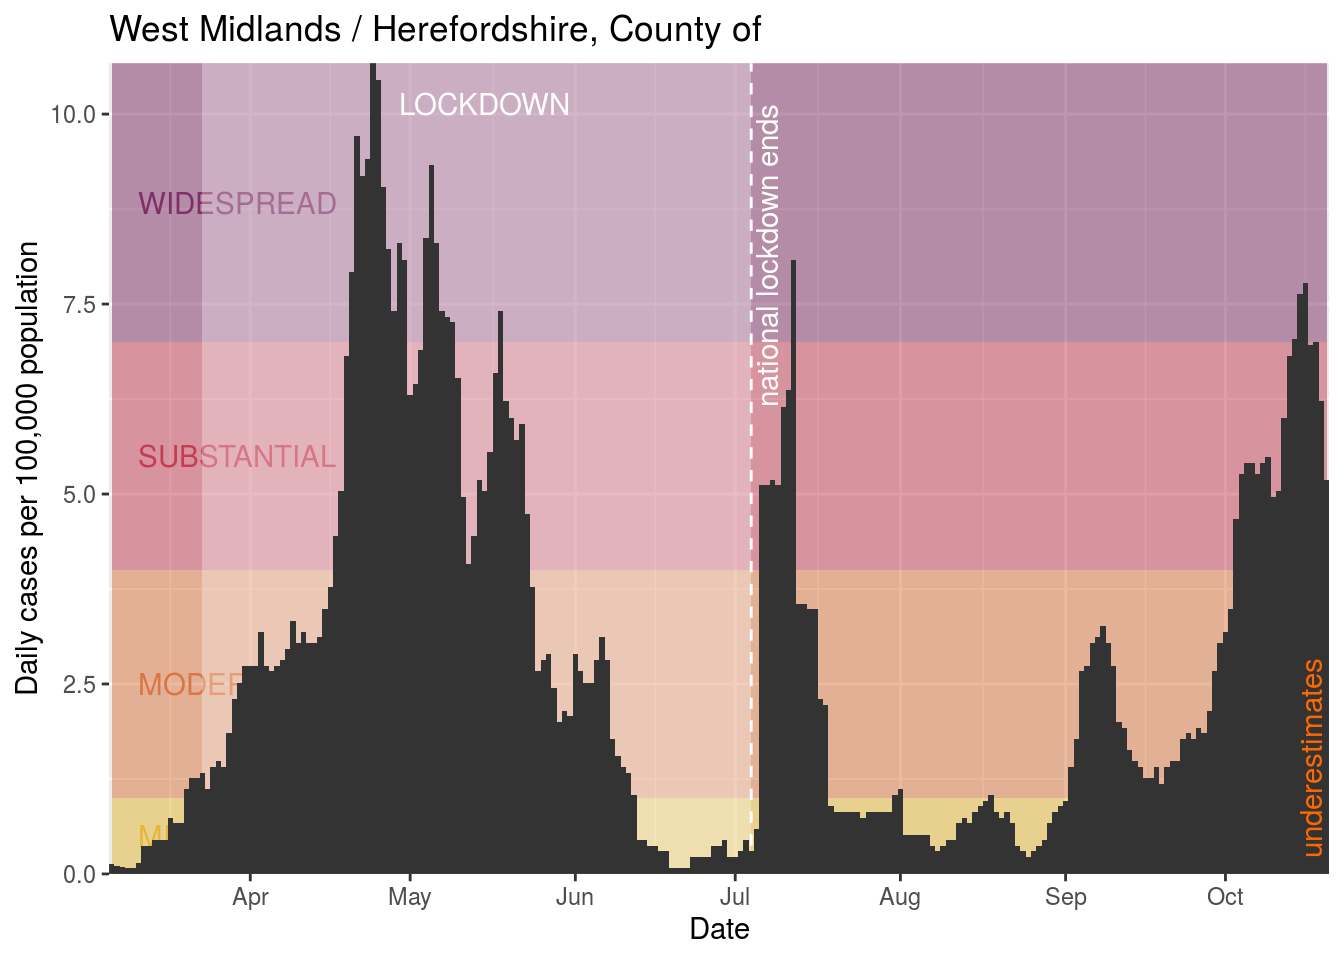 West Midlands / Herefordshire, County of
Daily cases per 100,000 population
10.0
7.5
5.0
2.5
0.0
LOCKDOWN
WIDESPREAD
SUBSTANTIAL
national lockdown ends
underestimates
Apr
May
Jun
Jul
Aug
Sep
Oct
Date